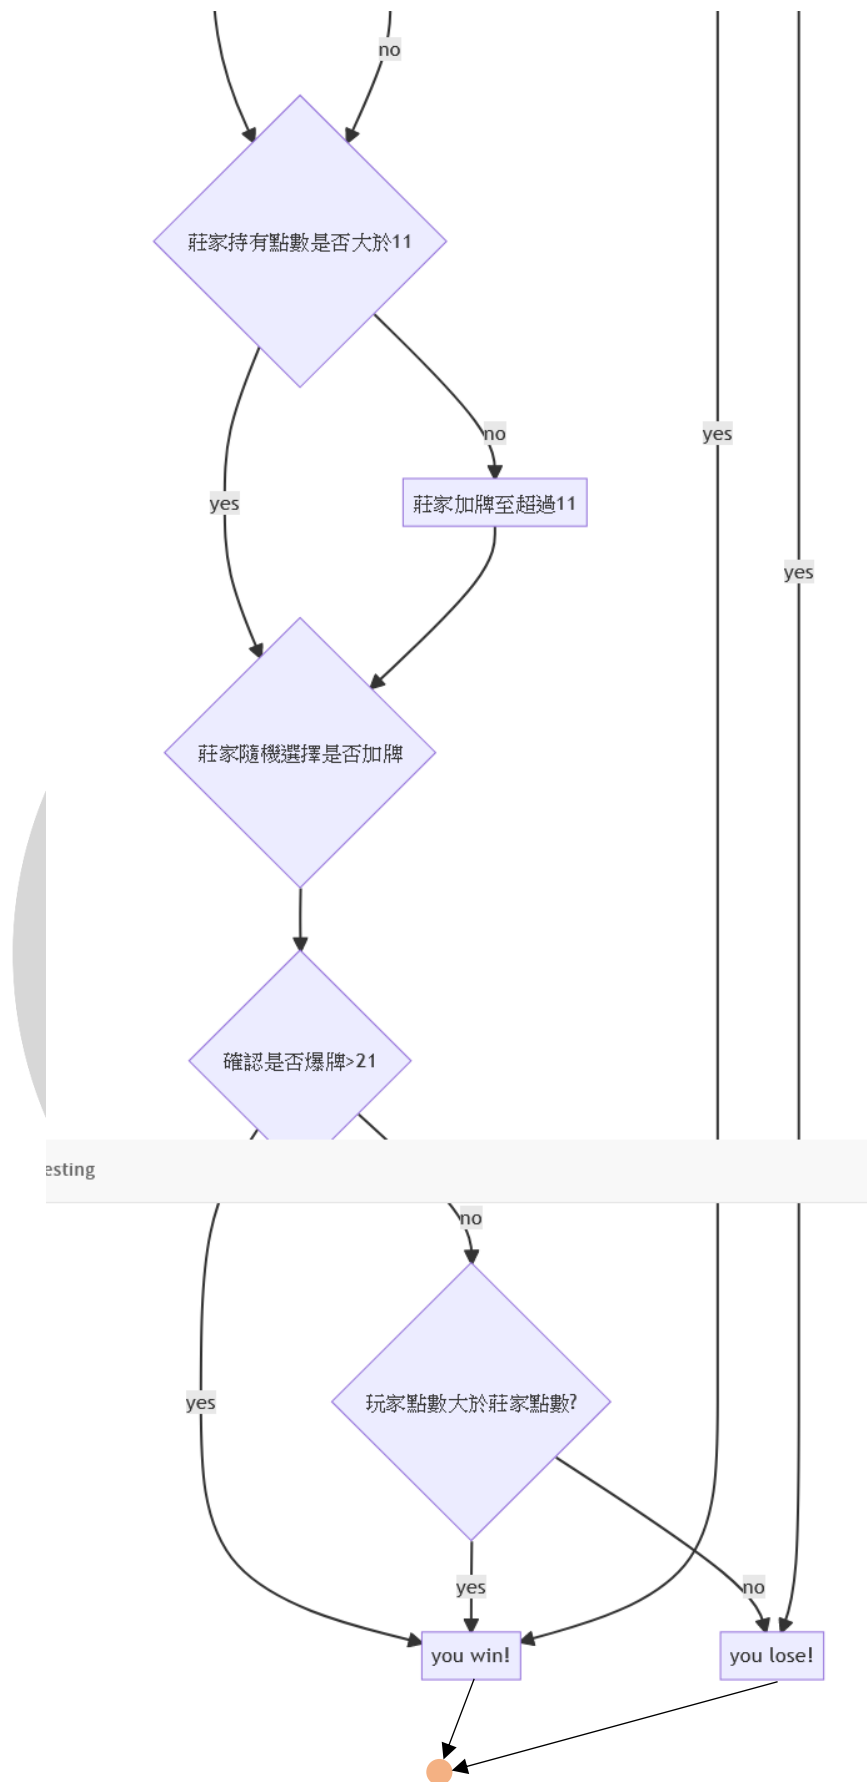 no
莊家持有點數是否大於11
no
yes
yes
莊家加牌至超過11
yes
莊家隨機選擇是否加牌
確認是否爆牌>21
esting
no
yes
玩家點數大於莊家點數?
yes
no
you win!
you lose!